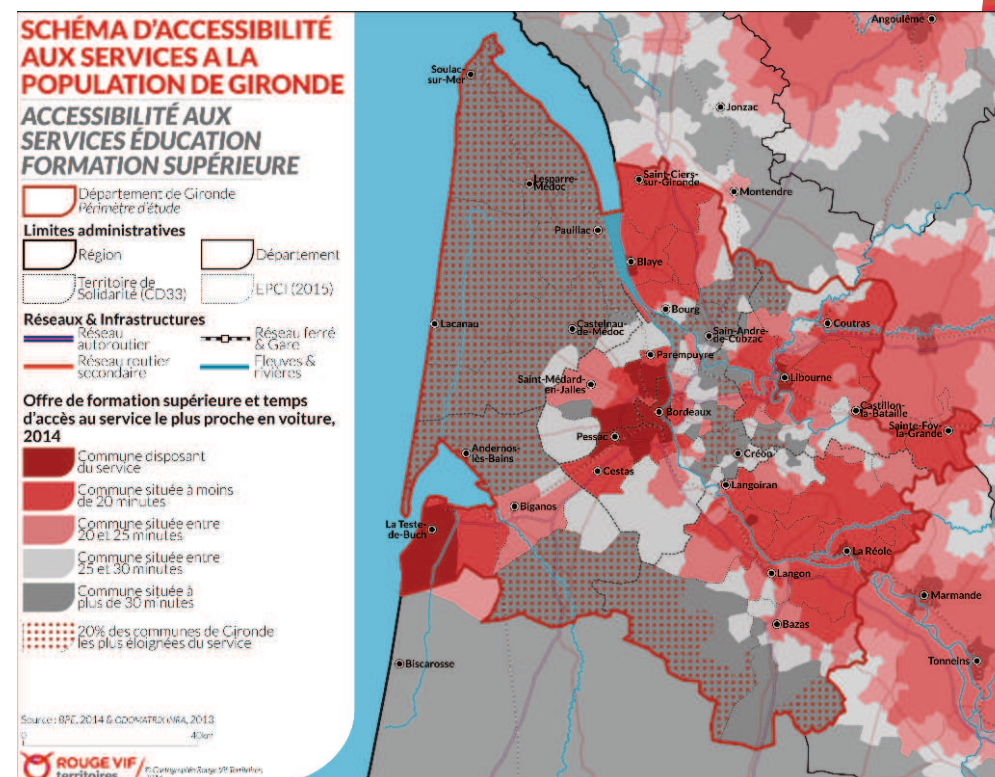 SCHÉMA D'ACCESSIBILITÉ
AUX SERVICES A LA
POPULATION DE GIRONDE
ACCESSIBILITÉ AUX
SERVICES ÉDUCATION
FORMATION SUPÉRIEURE
Département de Gironde
Périmètre d'étude
Limites administratives
Région
Département
Territoire de
Solidarité (CD33)
EPCI (2015)
Réseaux & Infrastructures
Réseau
autoroutier
Réseau ferré
& Gare
Réseau routier
secondaire
Fleuves &
rivières
Offre de formation supérieure et temps
d'accès au service le plus proche en voiture,
2014
Commune disposant
du service
Commune située à moins
de 20 minutes
Commune située entre
20 et 25 minutes
Commune située entre
25 et 30 minutes
Commune située à
plus de 30 minutes
20% des communes de Gironde
les plus éloignées du service
Source : BPE, 2014 & ODOMATRIX INRA, 2013
0
40km
ROUGE VIF
territoires
© Cartographie Rouge Vif Territoires,
Angoulême
Soulac-
sur-Mer
Jonzac
Lesparre-
Médoc
Saint-Ciers-
sur-Gironde
Montendre
Pauillac
Blaye
Bourg
Lacanau
Castelnau-
de-Médoc
Sain-André-
de-Cubzac
Coutras
Parempuyre
Saint-Médard-
en-Jalles
Libourne
Bordeaux
Castillon-
la-Bataille
Sainte-Foy-
la-Grande
Pessac
Andernos-
lès-Bains
Créon
Cestas
Langoiran
Biganos
La Teste-
de-Buch
La Réole
Langon
Marmande
Bazas
Biscarosse
Tonneins